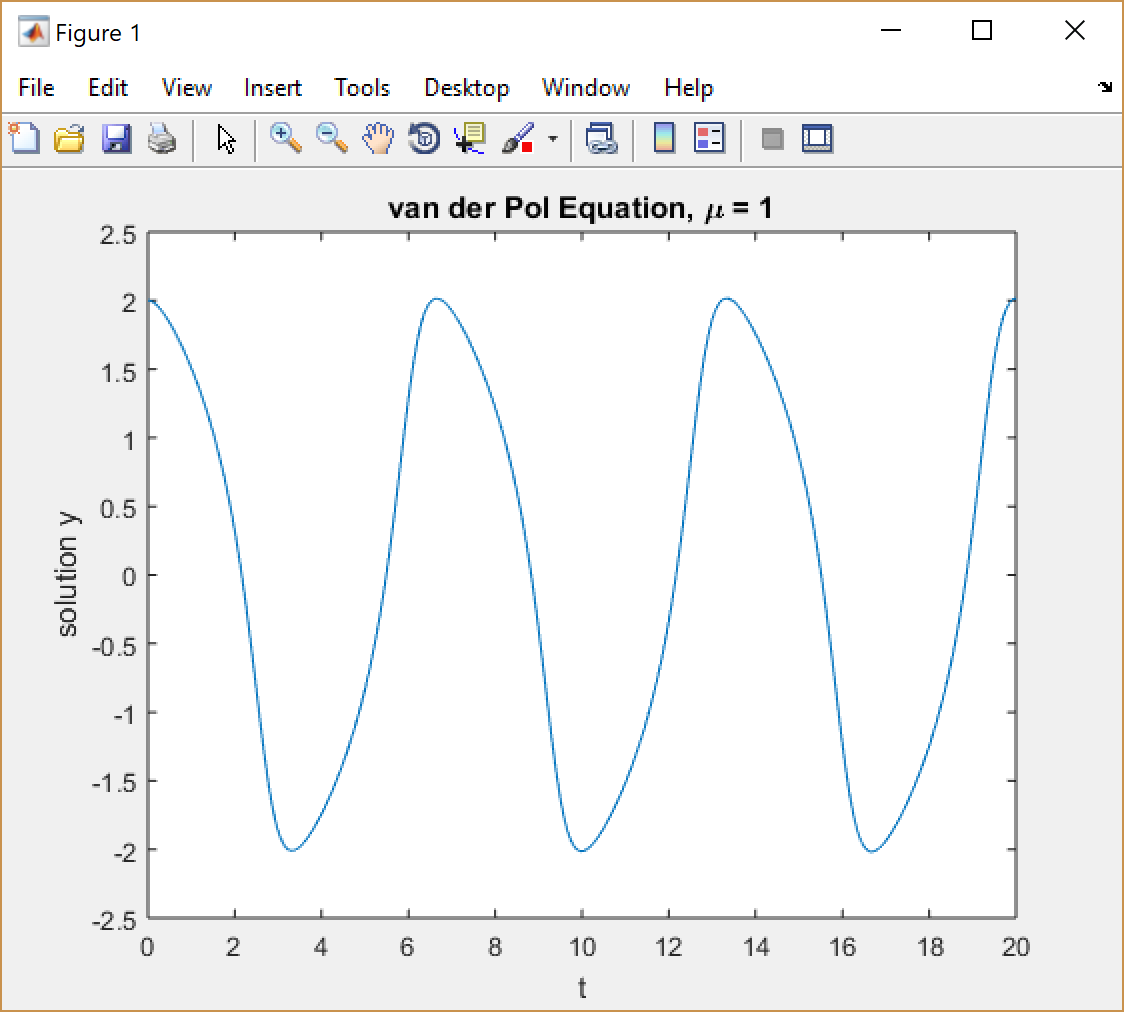 Figure 1
File Edit View Insert Tools Desktop Window Help
van der Pol Equation, μ = 1
2.5
2
1.5
1
0.5
0
-0.5
-1
-1.5
-2
-2.5
solution y
0 2 4 6 8 10 12 14 16 18 20
t